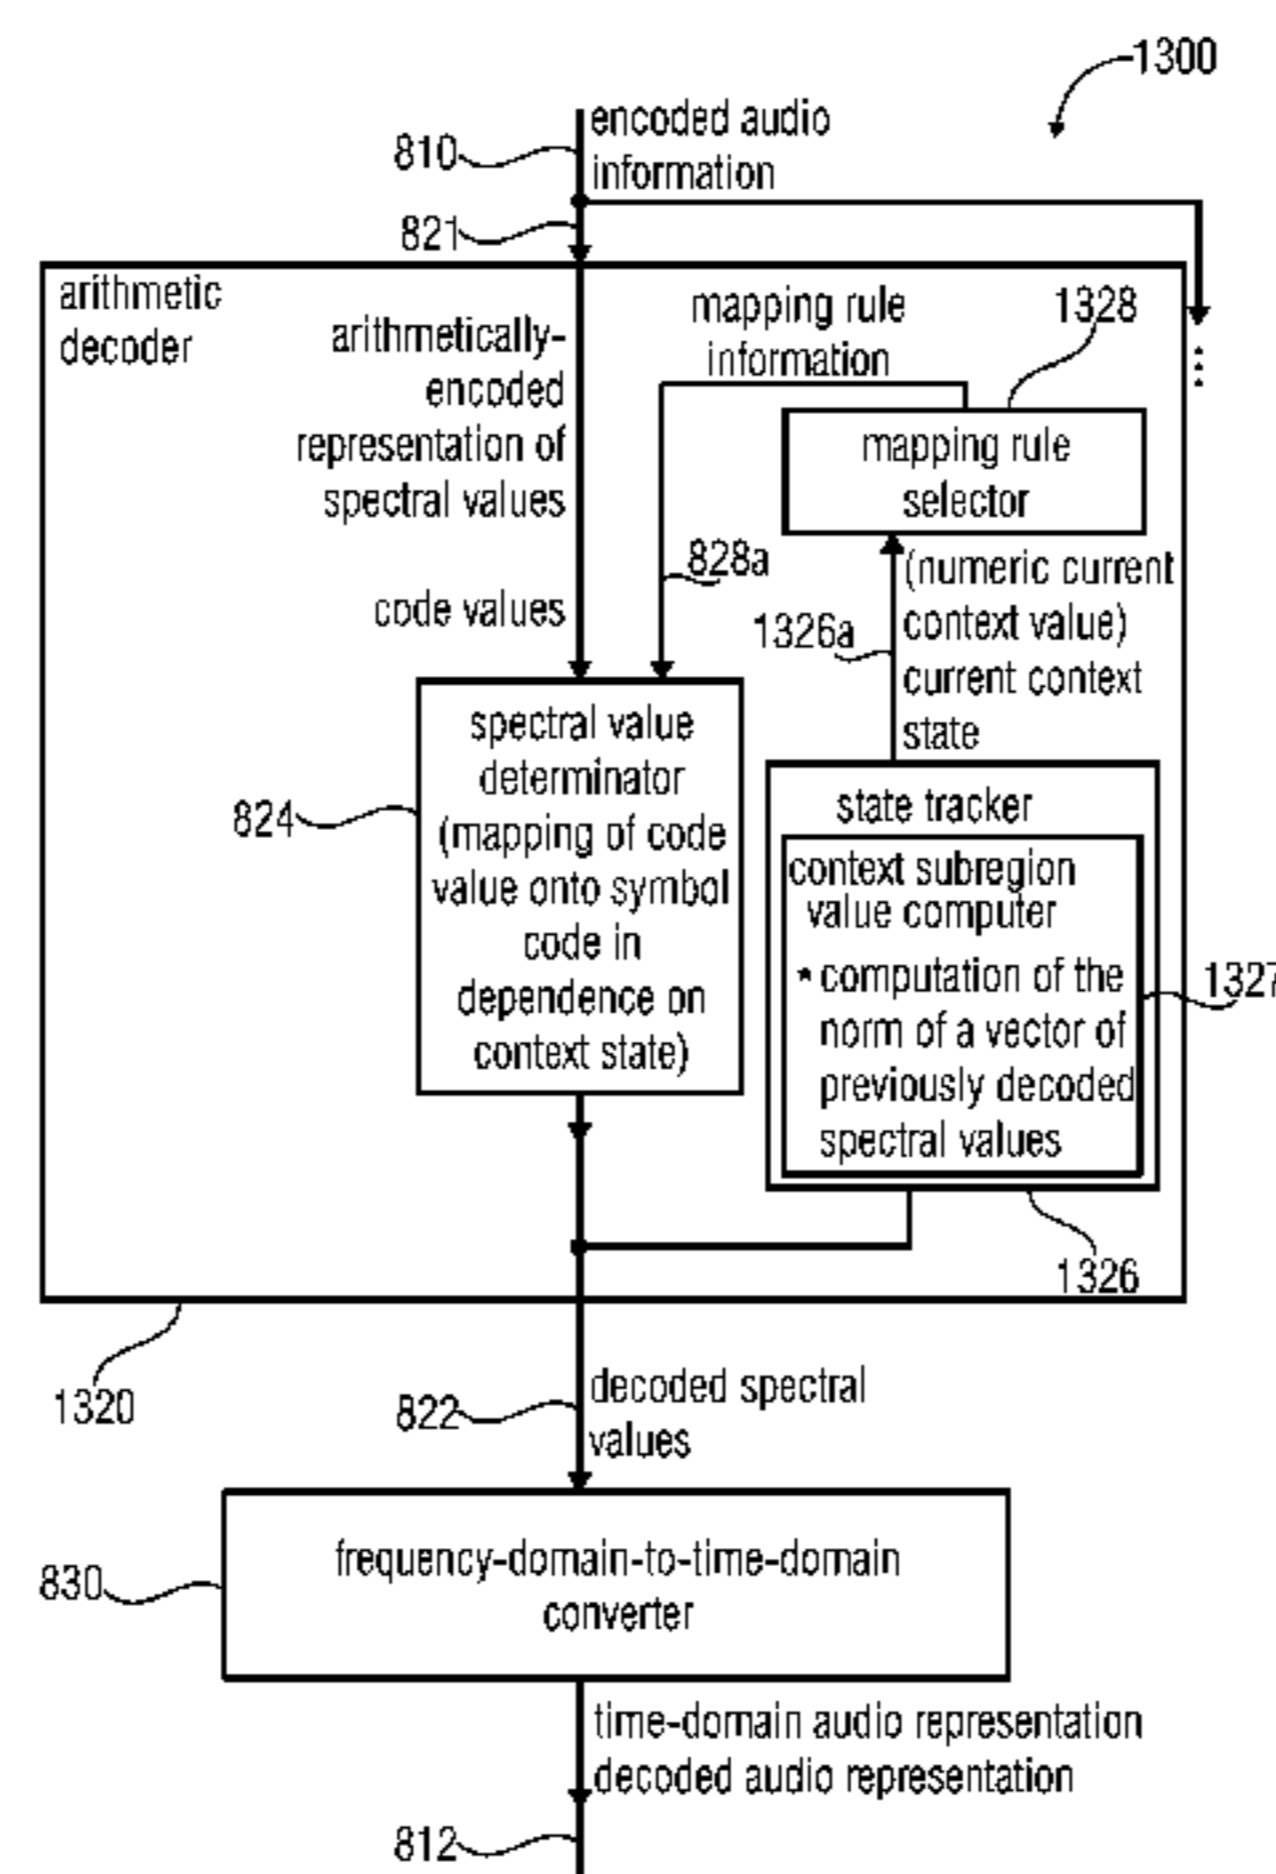 1300
encoded audio
information
810
821
arithmetic
decoder
arithmetically-
encoded
representation of
spectral values
code values
mapping rule
information
1328
mapping rule
selector
828a
1326a
(numeric current
context value)
current context
state
spectral value
determinator
(mapping of code
value onto symbol
code in
dependence on
context state)
824
state tracker
context subregion
value computer
* computation of the
norm of a vector of
previously decoded
spectral values
1327
1326
1320
822
decoded spectral
values
frequency-domain-to-time-domain
converter
830
time-domain audio representation
decoded audio representation
812